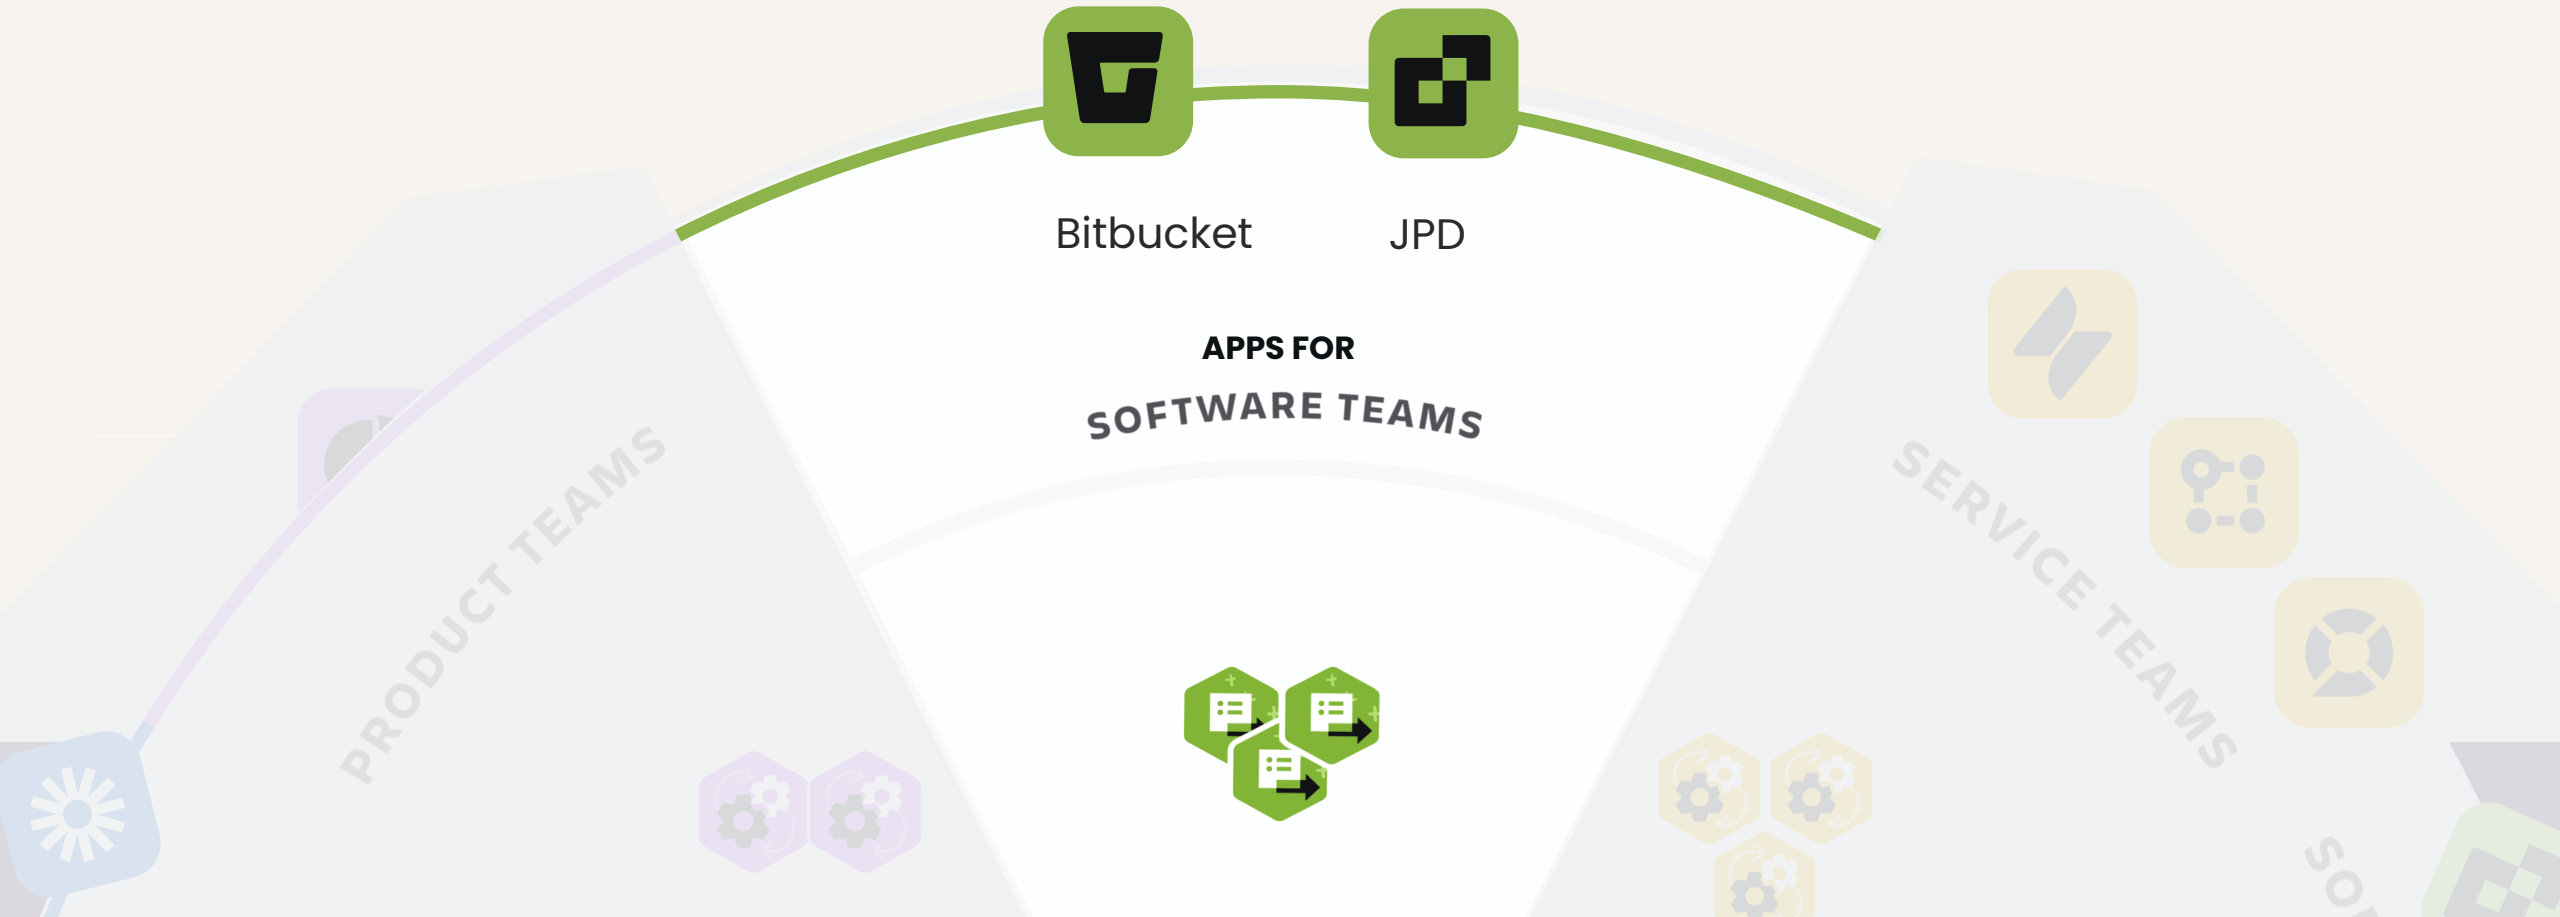 Bitbucket
JPD
APPS FOR
SOFTWARE TEAMS
PRODUCT TEAMS
SERVICE TEAMS